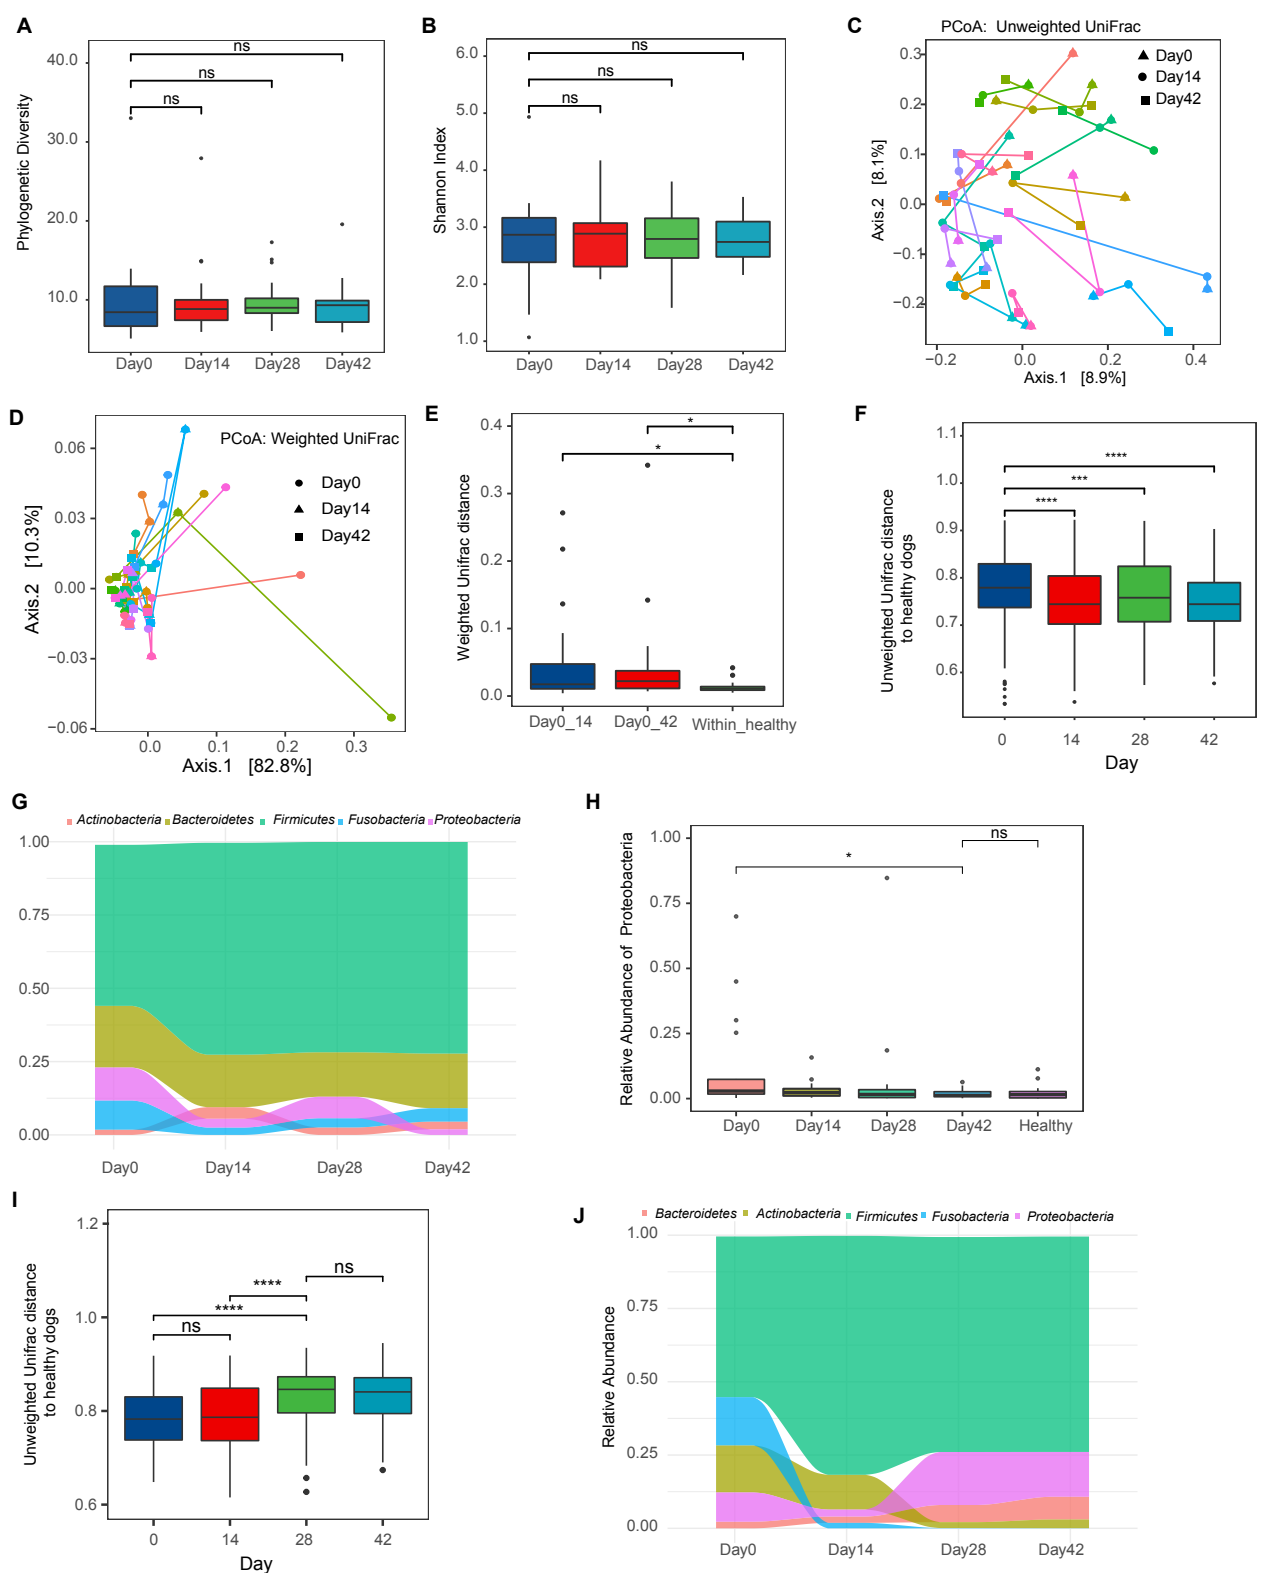 A
Phylogenetic Diversity
40.0
30.0
20.0
10.0
ns
ns
ns
Day0 Day14 Day28 Day42
B
Shannon Index
6.0
5.0
4.0
3.0
2.0
1.0
ns
ns
ns
Day0 Day14 Day28 Day42
C
PCoA: Unweighted UniFrac
Day0
Day14
Day42
Axis.2 [8.1%]
0.3
0.2
0.1
0.0
−0.1
−0.2
−0.2 0.0 0.2 0.4
Axis.1 [8.9%]
D
PCoA: Weighted UniFrac
Day0
Day14
Day42
Axis.2 [10.3%]
0.06
0.03
0.00
−0.03
−0.06
0.0 0.1 0.2 0.3
Axis.1 [82.8%]
E
Weighted Unifrac distance
0.4
0.3
0.2
0.1
0.0
*
*
Day0_14 Day0_42 Within_healthy
F
Unweighted Unifrac distance
to healthy dogs
1.1
0.9
0.8
0.7
0.6
****
***
****
0 14 28 42
Day
G
Actinobacteria Bacteroidetes Firmicutes Fusobacteria Proteobacteria
1.00
0.75
0.50
0.25
0.00
Day0 Day14 Day28 Day42
H
Relative Abundance of Proteobacteria
1.00
0.75
0.50
0.25
0.00
ns
*
Day0 Day14 Day28 Day42 Healthy
I
Unweighted Unifrac distance
to healthy dogs
1.2
1.0
0.8
0.6
ns
****
****
ns
0 14 28 42
Day
J
Bacteroidetes Actinobacteria Firmicutes Fusobacteria Proteobacteria
Relative Abundance
1.00
0.75
0.50
0.25
0.00
Day0 Day14 Day28 Day42